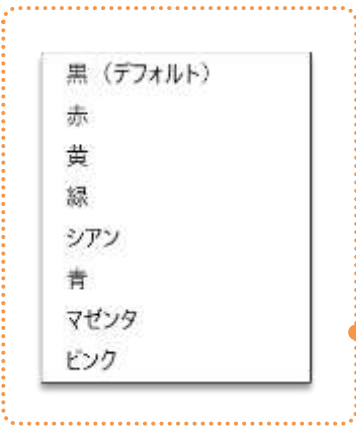 黒（デフォルト）
赤
黄
緑
シアン
青
マゼンタ
ピンク